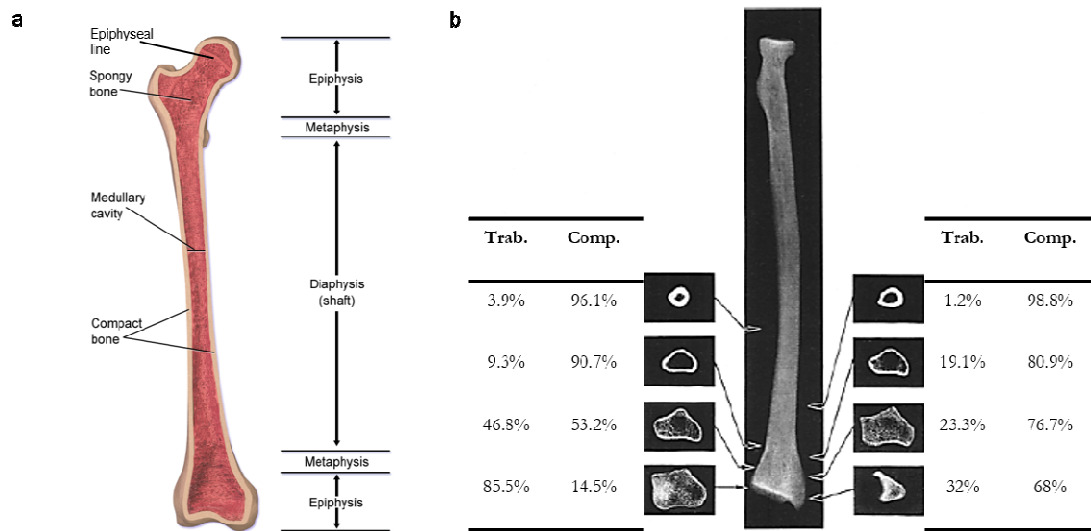 a
Epiphyseal
line
Spongy
bone
Medullary
cavity
Compact
bone
Epiphysis
Metaphysis
Diaphysis
(shaft)
Metaphysis
Epiphysis
b
Trab. Comp.
3.9% 96.1%
9.3% 90.7%
46.8% 53.2%
85.5% 14.5%
Trab. Comp.
1.2% 98.8%
19.1% 80.9%
23.3% 76.7%
32% 68%